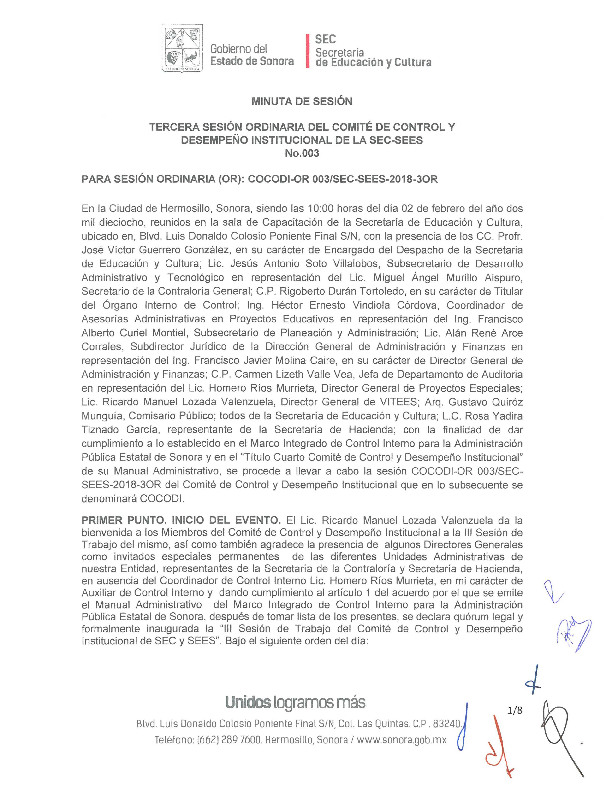 Gobierno del
Estado de Sonora
SEC
Secretaría
de Educación y Cultura
MINUTA DE SESIÓN
TERCERA SESIÓN ORDINARIA DEL COMITÉ DE CONTROL Y
DESEMPEÑO INSTITUCIONAL DE LA SEC-SEES
No.003
PARA SESIÓN ORDINARIA (OR): COCODI-OR 003/SEC-SEES-2018-3OR
En la Ciudad de Hermosillo, Sonora, siendo las 10:00 horas del día 02 de febrero del año dos
mil dieciocho, reunidos en la sala de Capacitación de la Secretaría de Educación y Cultura,
ubicado en, Blvd. Luis Donaldo Colosio Poniente Final S/N, con la presencia de los CC. Profr.
José Víctor Guerrero González, en su carácter de Encargado del Despacho de la Secretaría
de Educación y Cultura; Lic. Jesús Antonio Soto Villalobos, Subsecretario de Desarrollo
Administrativo y Tecnológico en representación del Lic. Miguel Ángel Murillo Aispuro,
Secretario de la Contraloría General; C.P. Rigoberto Durán Tortoledo, en su carácter de Titular
del Órgano Interno de Control; Ing. Héctor Ernesto Vindiola Córdova, Coordinador de
Asesorías Administrativas en Proyectos Educativos en representación del Ing. Francisco
Alberto Curiel Montiel, Subsecretario de Planeación y Administración; Lic. Alán René Arce
Corrales, Subdirector Jurídico de la Dirección General de Administración y Finanzas en
representación del Ing. Francisco Javier Molina Caire, en su carácter de Director General de
Administración y Finanzas; C.P. Carmen Lizeth Valle Vea, Jefa de Departamento de Auditoria
en representación del Lic. Homero Ríos Murrieta, Director General de Proyectos Especiales;
Lic. Ricardo Manuel Lozada Valenzuela, Director General de VITEES; Arq. Gustavo Quiróz
Munguía, Comisario Público; todos de la Secretaría de Educación y Cultura; L.C. Rosa Yadira
Tiznado García, representante de la Secretaría de Hacienda; con la finalidad de dar
cumplimiento a lo establecido en el Marco Integrado de Control Interno para la Administración
Pública Estatal de Sonora y en el “Título Cuarto Comité de Control y Desempeño Institucional”
de su Manual Administrativo, se procede a llevar a cabo la sesión COCODI-OR 003/SEC-
SEES-2018-3OR del Comité de Control y Desempeño Institucional que en lo subsecuente se
denominará COCODI.
PRIMER PUNTO. INICIO DEL EVENTO. El Lic. Ricardo Manuel Lozada Valenzuela da la
bienvenida a los Miembros del Comité de Control y Desempeño Institucional a la III Sesión de
Trabajo del mismo, así como también agradece la presencia de algunos Directores Generales
como invitados especiales permanentes de las diferentes Unidades Administrativas de
nuestra Entidad, representantes de la Secretaría de la Contraloría y Secretaría de Hacienda,
en ausencia del Coordinador de Control Interno Lic. Homero Ríos Murrieta, en mi carácter de
Auxiliar de Control Interno y dando cumplimiento al artículo 1 del acuerdo por el que se emite
el Manual Administrativo del Marco Integrado de Control Interno para la Administración
Pública Estatal de Sonora, después de tomar lista de los presentes, se declara quórum legal y
formalmente inaugurada la “III Sesión de Trabajo del Comité de Control y Desempeño
Institucional de SEC y SEES”. Bajo el siguiente orden del día:
Unidos logramos más
1/8
Blvd. Luis Donaldo Colosio Poniente Final S/N, Col. Las Quintas. C.P. 83240.
Teléfono: (662) 289 7600. Hermosillo, Sonora / www.sonora.gob.mx